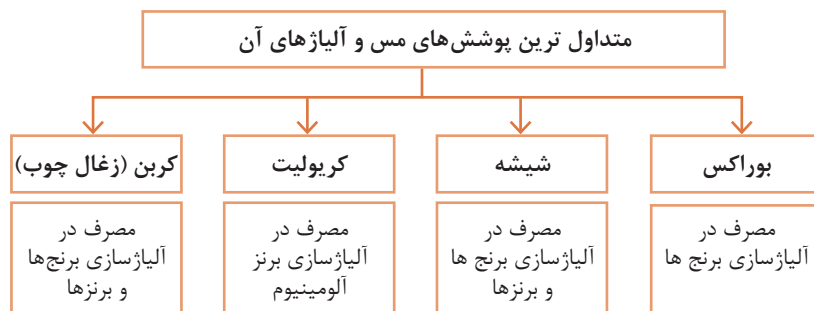 متداول ترین پوشش‌های مس و آلیاژهای آن
بوراکس
مصرف در
آلیاژسازی برنج ها
شیشه
مصرف در
آلیاژسازی برنج ها
و برنزها
کریولیت
مصرف در
آلیاژسازی برنز
آلومینیوم
کربن (زغال چوب)
مصرف در
آلیاژسازی برنج‌ها
و برنزها